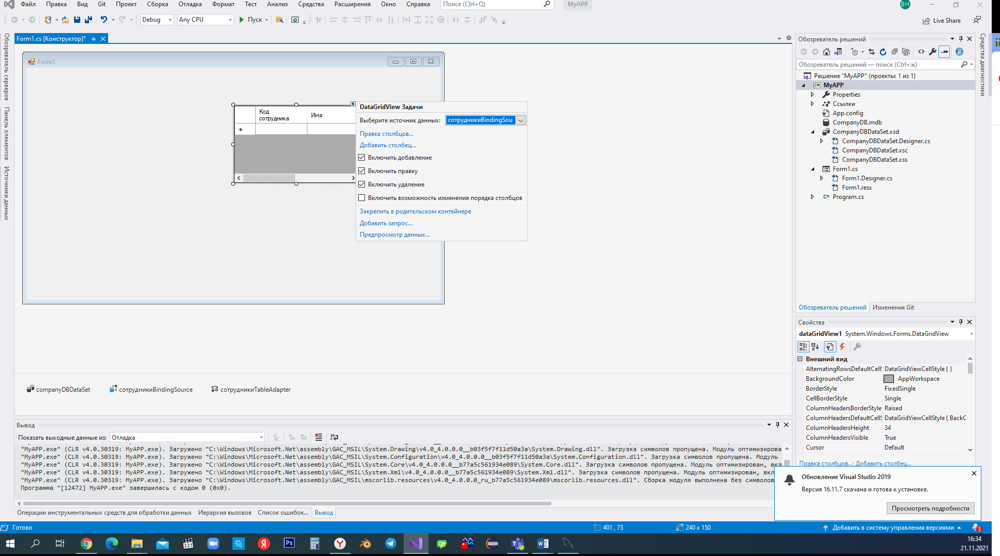 Файл Правка Вид Git Проект Сборка Отладка Формат Тест Анализ Средства Расширения Окно Справка Поиск (Ctrl+Q) MyAPP ВН
Debug Any CPU Пуск Live Share
Обозреватель серверов
Панель элементов
Источники данных
Form1.cs [Конструктор]*
Form1
Код сотрудника
Имя
DataGridView Задачи
Выберите источник данных: сотрудникиBindingSou
Правка столбцов...
Добавить столбец...
Включить добавление
Включить правку
Включить удаление
Включить возможность изменения порядка столбцов
Закрепить в родительском контейнере
Добавить запрос...
Предпросмотр данных...
companyDBDataSet сотрудникиBindingSource сотрудникиTableAdapter
Обозреватель решений
Обозреватель решений — поиск (Ctrl+ж)
Решение "MyAPP" (проекты: 1 из 1)
C# MyAPP
Properties
Ссылки
App.config
CompanyDB.mdb
CompanyDBDataSet.xsd
CompanyDBDataSet.Designer.cs
CompanyDBDataSet.xsc
CompanyDBDataSet.xss
Form1.cs
Form1.Designer.cs
Form1.resx
C# Program.cs
Обозреватель решений Изменения Git
Средства диагностики
Свойства
dataGridView1 System.Windows.Forms.DataGridView
Внешний вид
AlternatingRowsDefaultCellS DataGridViewCellStyle { }
BackgroundColor AppWorkspace
BorderStyle FixedSingle
CellBorderStyle Single
ColumnHeadersBorderStyle Raised
ColumnHeadersDefaultCellS DataGridViewCellStyle { BackC
ColumnHeadersHeight 34
ColumnHeadersVisible True
Cursor Default
Правка столбцов...; Добавить столбец...
Вывод
Показать выходные данные из: Отладка
"MyAPP.exe" (CLR v4.0.30319: MyAPP.exe). Загружено "C:\Windows\Microsoft.Net\assembly\GAC_MSIL\System.Drawing\v4.0_4.0.0.0__b03f5f7f11d50a3a\System.Drawing.dll". Загрузка символов пропущена. Модуль оптимизирова
"MyAPP.exe" (CLR v4.0.30319: MyAPP.exe). Загружено "C:\Windows\Microsoft.Net\assembly\GAC_MSIL\System.Configuration\v4.0_4.0.0.0__b03f5f7f11d50a3a\System.Configuration.dll". Загрузка символов пропущена. Модуль
"MyAPP.exe" (CLR v4.0.30319: MyAPP.exe). Загружено "C:\Windows\Microsoft.Net\assembly\GAC_MSIL\System.Core\v4.0_4.0.0.0__b77a5c561934e089\System.Core.dll". Загрузка символов пропущена. Модуль оптимизирован, вкл
"MyAPP.exe" (CLR v4.0.30319: MyAPP.exe). Загружено "C:\Windows\Microsoft.Net\assembly\GAC_MSIL\System.Xml\v4.0_4.0.0.0__b77a5c561934e089\System.Xml.dll". Загрузка символов пропущена. Модуль оптимизирован, вкл
"MyAPP.exe" (CLR v4.0.30319: MyAPP.exe). Загружено "C:\Windows\Microsoft.Net\assembly\GAC_MSIL\mscorlib.resources\v4.0_4.0.0.0_ru_b77a5c561934e089\mscorlib.resources.dll". Сборка модуля выполнена без символов
Программа "[12472] MyAPP.exe" завершилась с кодом 0 (0x0).
Операции инструментальных средств для обработки данных Иерархия вызовов Список ошибок... Вывод
Обновление Visual Studio 2019
Версия 16.11.7 скачана и готова к установке.
Просмотреть подробности
Готово 401 , 73 240 x 150 Добавить в систему управления версиями 3
321 Я Ps Y W
16:34
21.11.2021